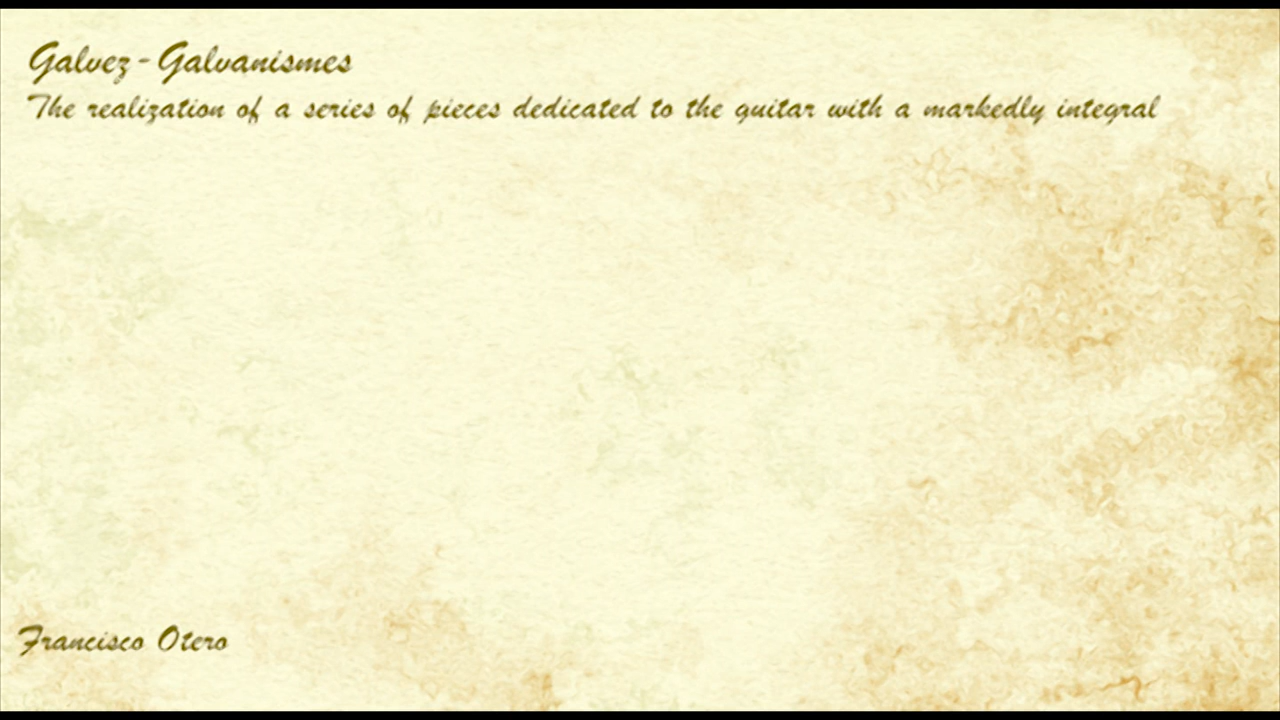 Galvez-Galvanismes
The realization of a series of pieces dedicated to the guitar with a markedly integral
Francisco Otero